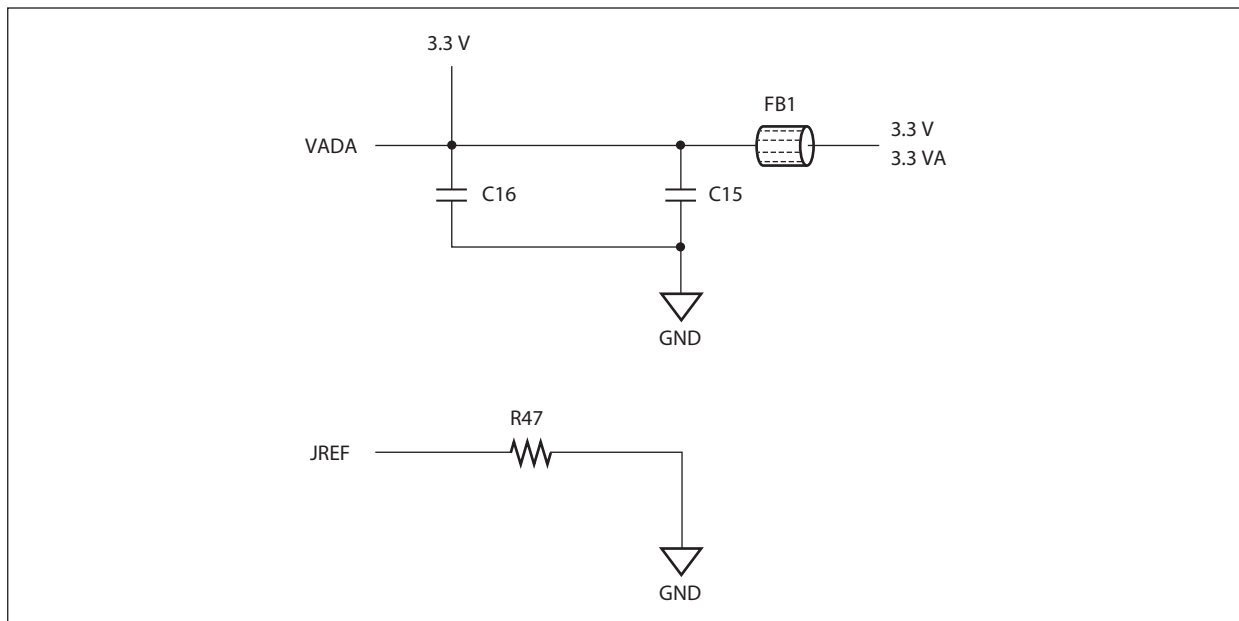 3.3 V
FB1
VADA
3.3 V
3.3 VA
C16
C15
GND
R47
JREF
GND